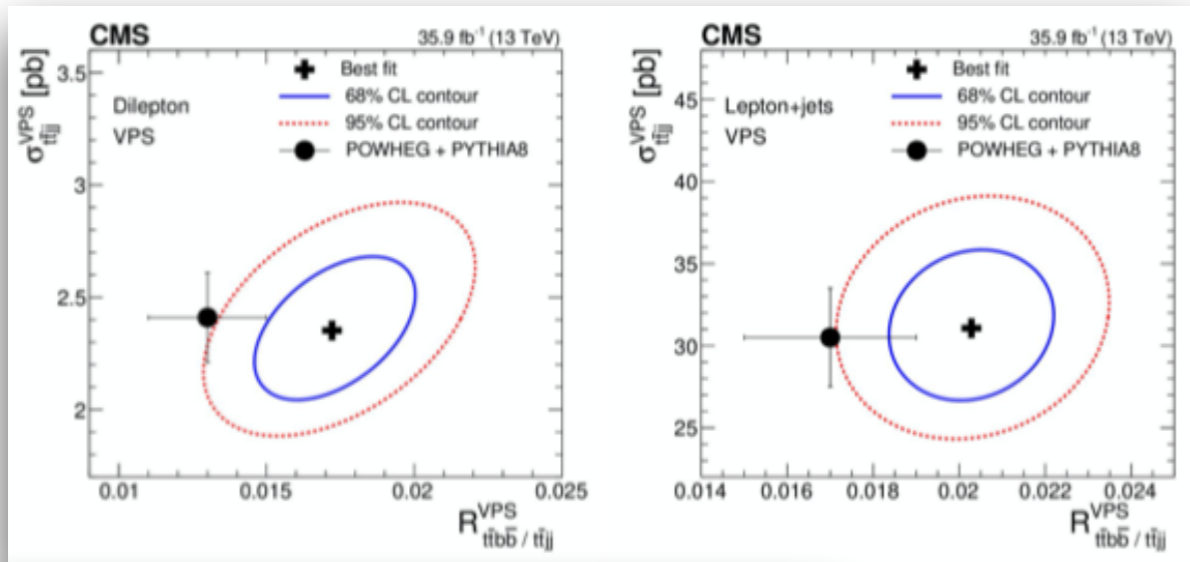 CMS
35.9 fb⁻¹ (13 TeV)
σ^VPS_tt̄jj [pb]
3.5
3
2.5
2
Dilepton
VPS
Best fit
68% CL contour
95% CL contour
POWHEG + PYTHIA8
0.01 0.015 0.02 0.025
R^VPS_tt̄bb̄ / tt̄jj
CMS
35.9 fb⁻¹ (13 TeV)
σ^VPS_tt̄jj [pb]
45
40
35
30
25
Lepton+jets
VPS
Best fit
68% CL contour
95% CL contour
POWHEG + PYTHIA8
0.014 0.016 0.018 0.02 0.022 0.024
R^VPS_tt̄bb̄ / tt̄jj